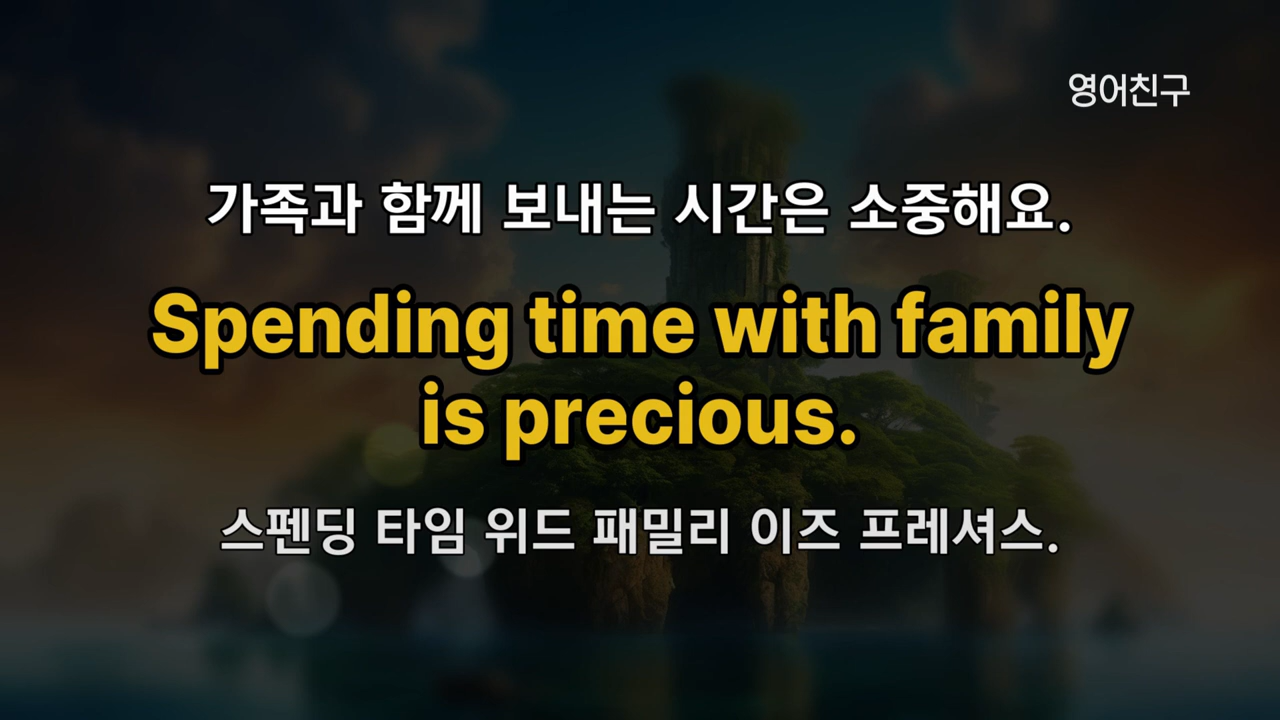 영어친구
가족과 함께 보내는 시간은 소중해요.
Spending time with family
is precious.
스펜딩 타임 위드 패밀리 이즈 프레셔스.